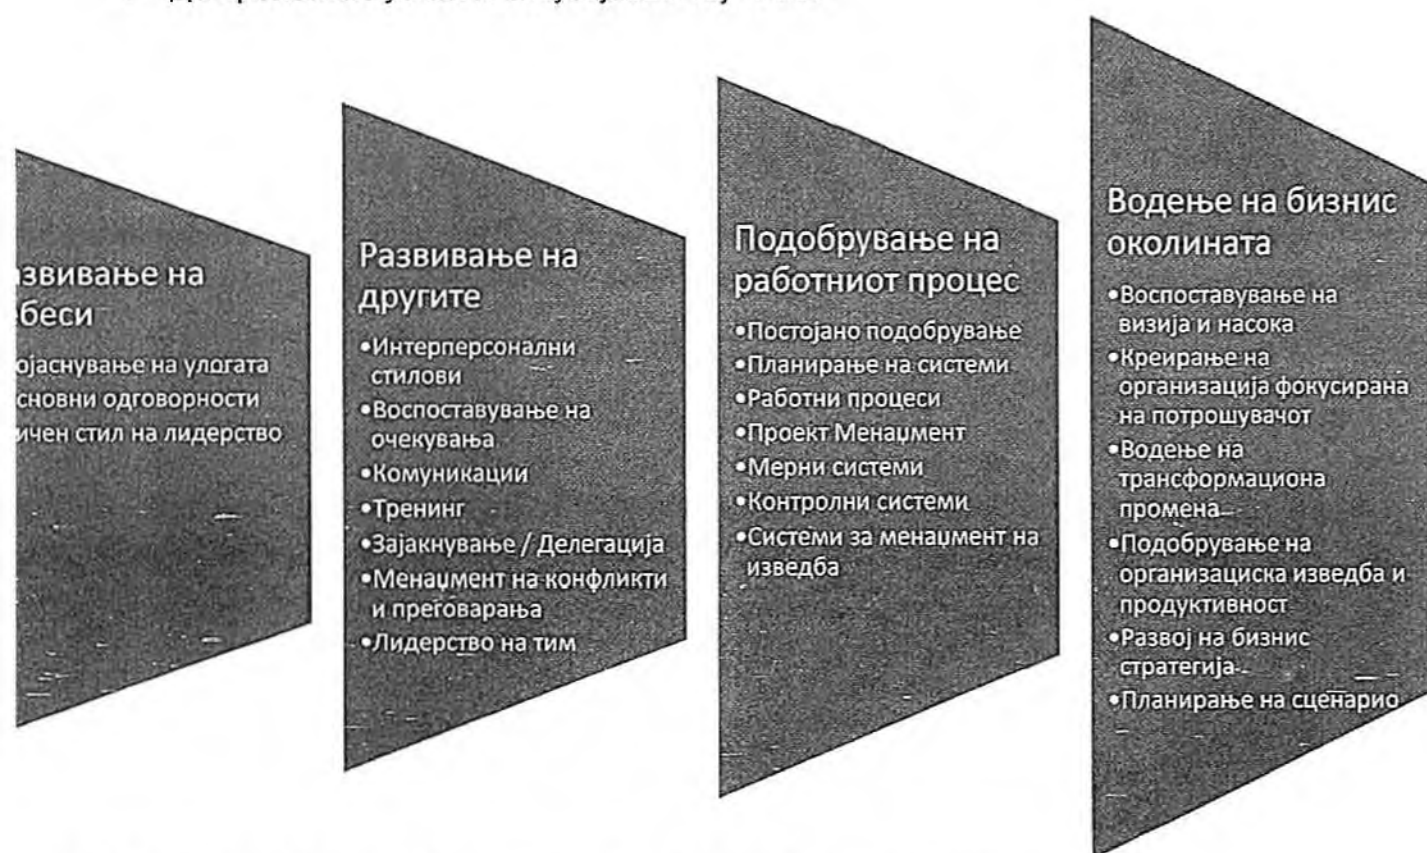 азвивање на
ебеси
ојаснување на улогата
сновни одговорности
ичен стил на лидерство
Развивање на
другите
•Интерперсонални
стилови
•Воспоставување на
очекувања
•Комуникации
•Тренинг
•Зајакнување / Делегација
•Менаџмент на конфликти
и преговарања
•Лидерство на тим
Подобрување на
работниот процес
•Постојано подобрување
•Планирање на системи
•Работни процеси
•Проект Менаџмент
•Мерни системи
•Контролни системи
•Системи за менаџмент на
изведба
Водење на бизнис
околината
•Воспоставување на
визија и насока
•Креирање на
организација фокусирана
на потрошувачот
•Водење на
трансформациона
промена
•Подобрување на
организациска изведба и
продуктивност
•Развој на бизнис
стратегија
•Планирање на сценарио